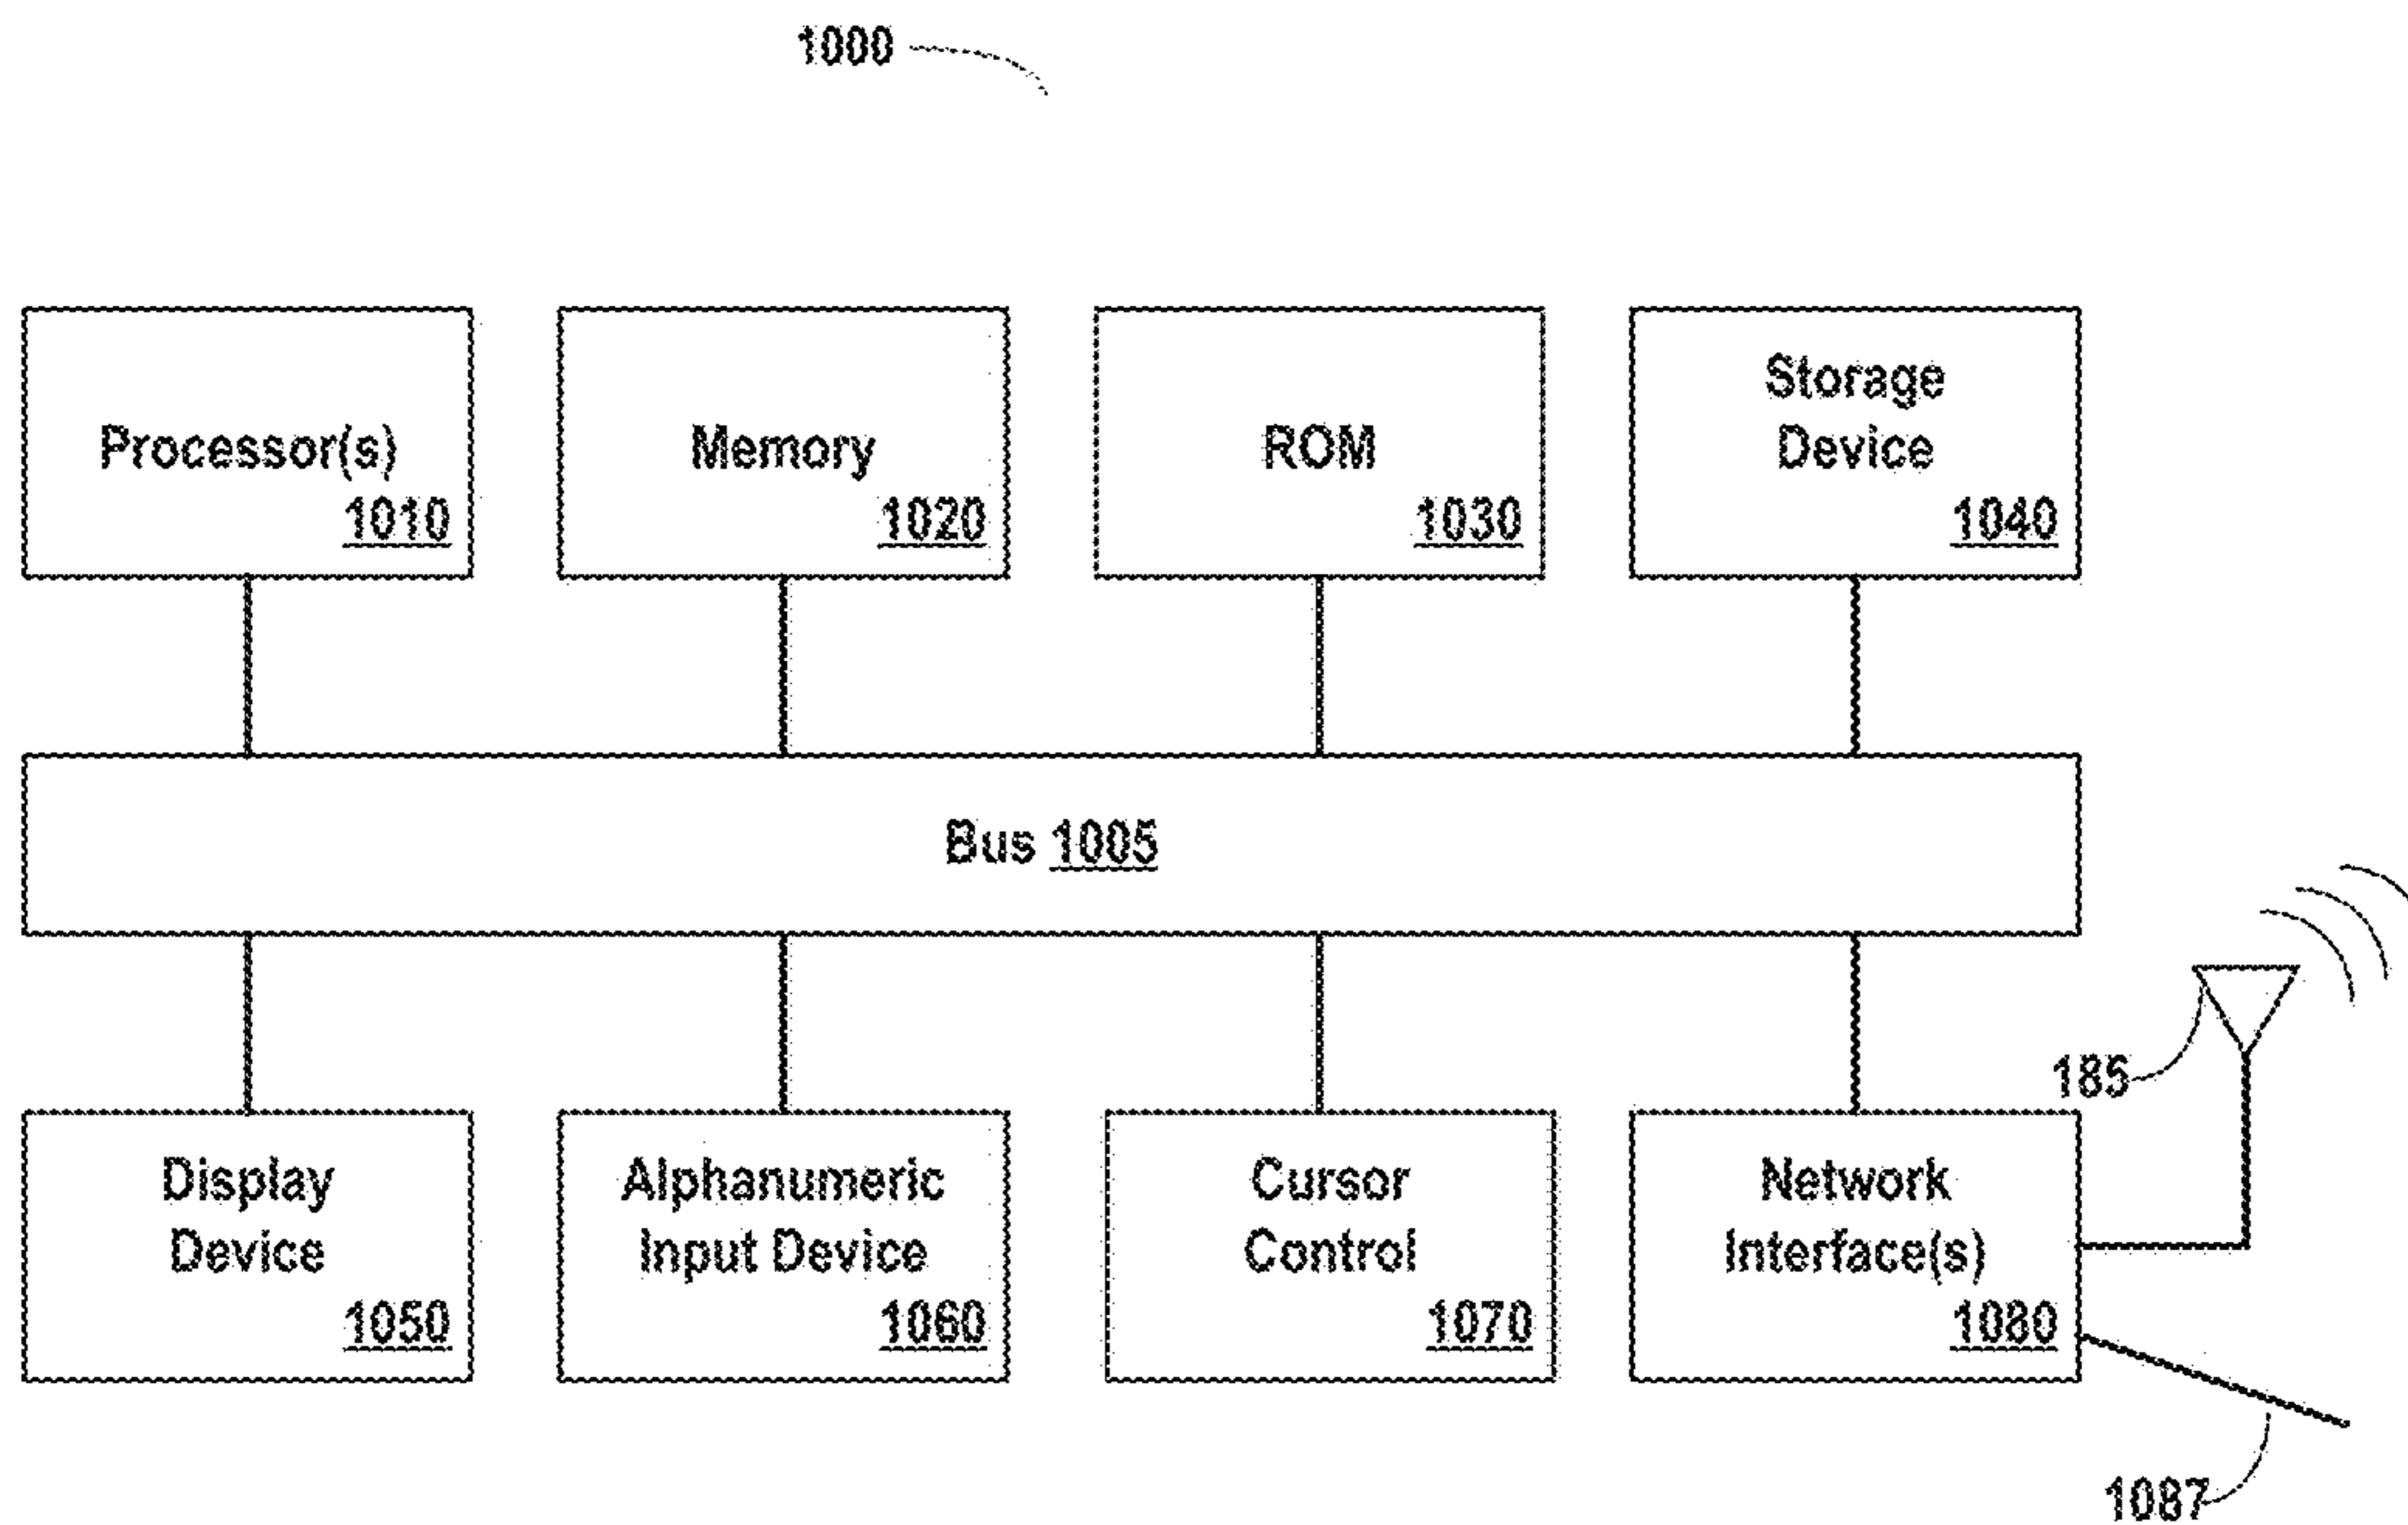 1000
Processor(s)
1010
Memory
1020
ROM
1030
Storage
Device
1040
Bus 1005
185
Display
Device
1050
Alphanumeric
Input Device
1060
Cursor
Control
1070
Network
Interface(s)
1080
1087